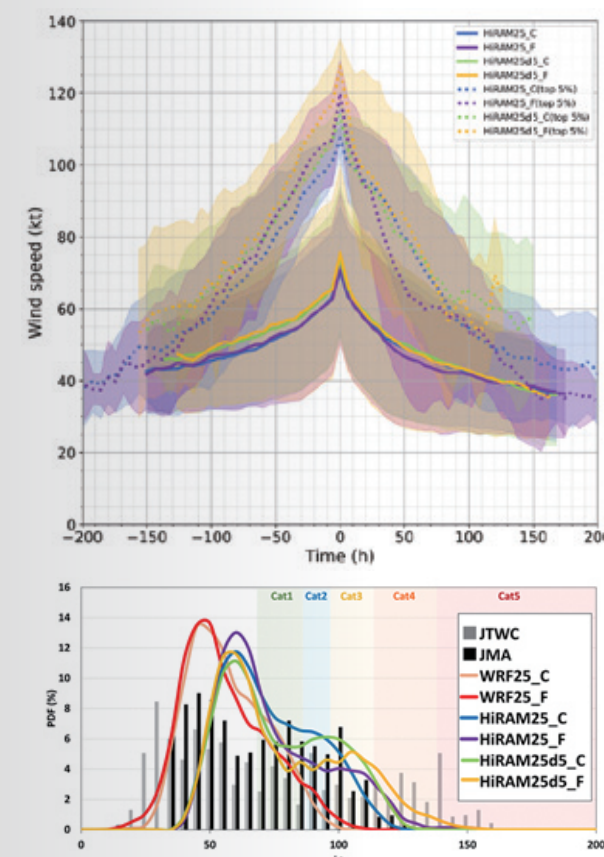 140
120
100
80
60
40
20
0
Wind speed (kt)
HiRAM25_C
HiRAM25_F
HiRAM25d5_C
HiRAM25d5_F
HiRAM25_C(top 5%)
HiRAM25_F(top 5%)
HiRAM25d5_C(top 5%)
HiRAM25d5_F(top 5%)
−200 −150 −100 −50 0 50 100 150 200
Time (h)
16
14
12
10
8
6
4
2
0
PDF (%)
Cat1 Cat2 Cat3 Cat4 Cat5
JTWC
JMA
WRF25_C
WRF25_F
HiRAM25_C
HiRAM25_F
HiRAM25d5_C
HiRAM25d5_F
0 50 100 150 200